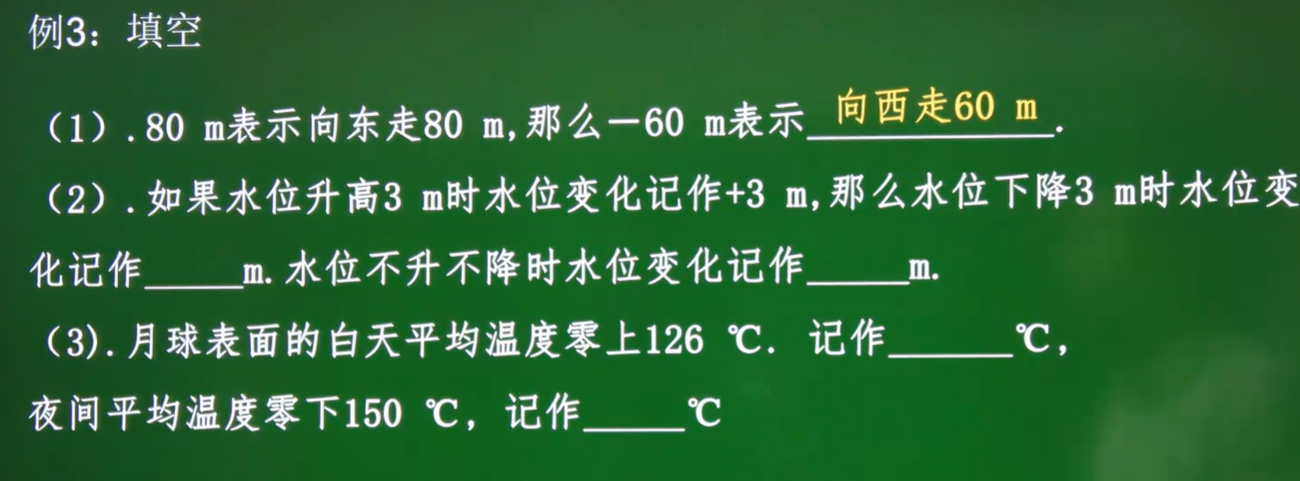 例3：填空
（1）.80 m表示向东走80 m,那么－60 m表示 向西走60 m.
（2）.如果水位升高3 m时水位变化记作+3 m,那么水位下降3 m时水位变
化记作_____m.水位不升不降时水位变化记作_____m.
（3).月球表面的白天平均温度零上126 ℃. 记作______℃，
夜间平均温度零下150 ℃，记作_____℃